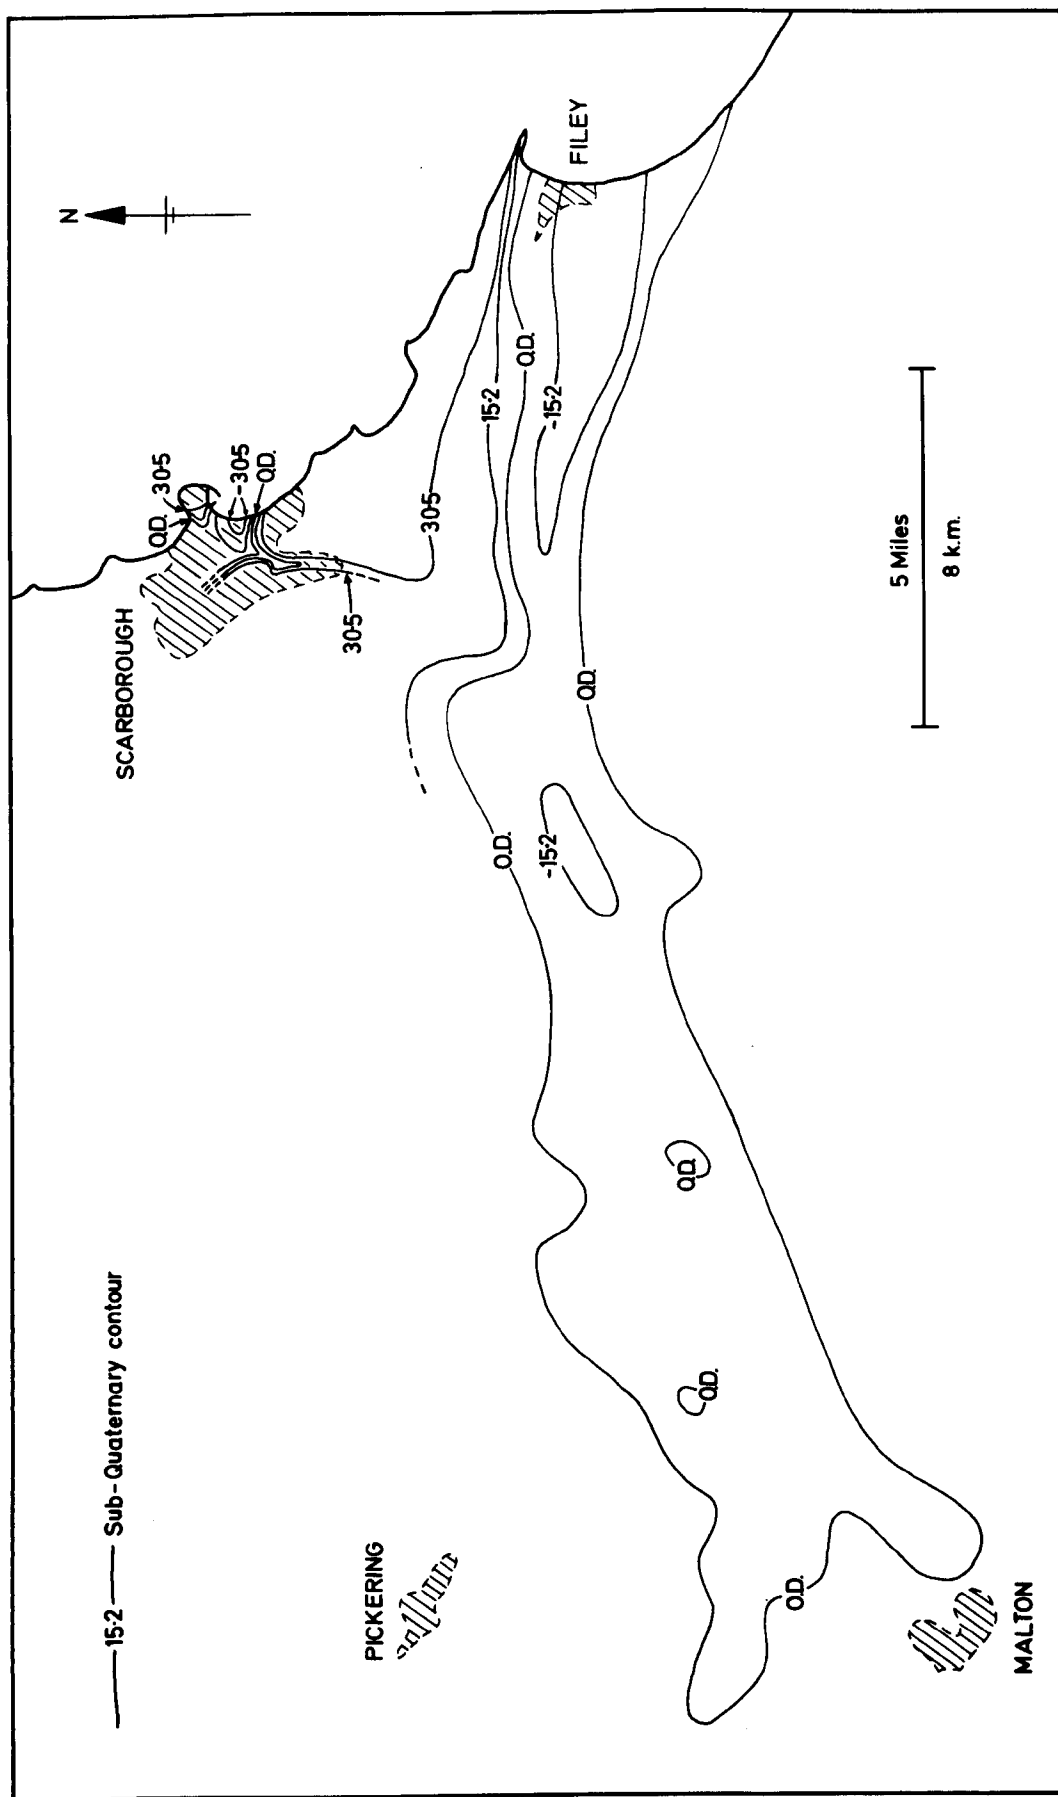 15·2 Sub-Quaternary contour
SCARBOROUGH
N
O.D.
30·5
-30·5
O.D.
30·5
PICKERING
30·5
15·2
O.D.
O.D.
-15·2
-15·2
FILEY
O.D.
O.D.
O.D.
O.D.
5 Miles
8 k.m.
MALTON